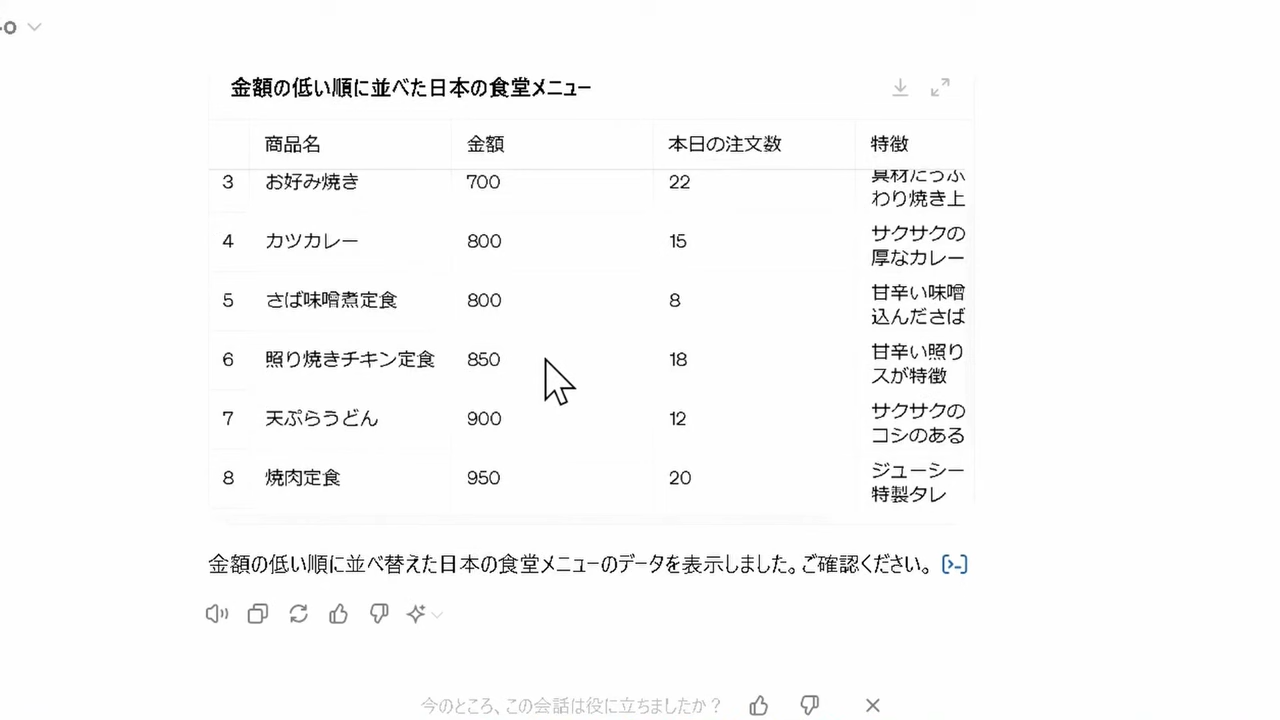 金額の低い順に並べた日本の食堂メニュー
商品名 金額 本日の注文数 特徴
3 お好み焼き 700 22
わり焼き上
4 カツカレー 800 15 サクサクの
厚なカレー
5 さば味噌煮定食 800 8 甘辛い味噌
込んださば
6 照り焼きチキン定食 850 18 甘辛い照り
スが特徴
7 天ぷらうどん 900 12 サクサクの
コシのある
8 焼肉定食 950 20 ジューシー
特製タレ
金額の低い順に並べ替えた日本の食堂メニューのデータを表示しました。ご確認ください。
今のところ、この会話は役に立ちましたか？